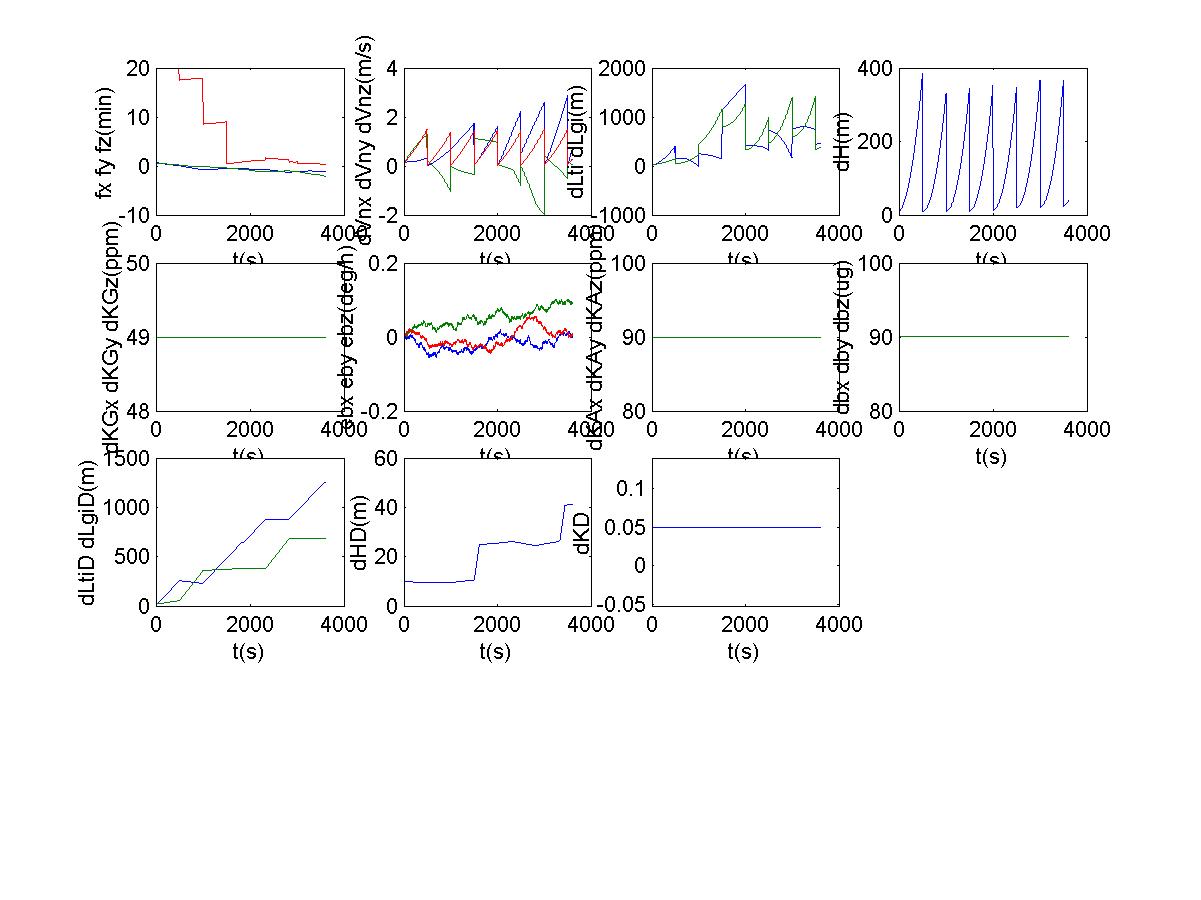 fx fy fz(min)
20
10
0
-10
0 2000 4000
t(s)
dVnx dVny dVnz(m/s)
4
2
0
-2
0 2000 4000
t(s)
dLti dLgi(m)
2000
1000
0
-1000
0 2000 4000
t(s)
dH(m)
400
200
0
0 2000 4000
t(s)
dKGx dKGy dKGz(ppm)
50
49
48
0 2000 4000
t(s)
ebx eby ebz(deg/h)
0.2
0
-0.2
0 2000 4000
t(s)
dKAx dKAy dKAz(ppm)
100
90
80
0 2000 4000
t(s)
dbx dby dbz(ug)
100
90
80
0 2000 4000
t(s)
dLtiD dLgiD(m)
1500
1000
500
0
0 2000 4000
t(s)
dHD(m)
60
40
20
0
0 2000 4000
t(s)
dKD
0.1
0.05
0
-0.05
0 2000 4000
t(s)